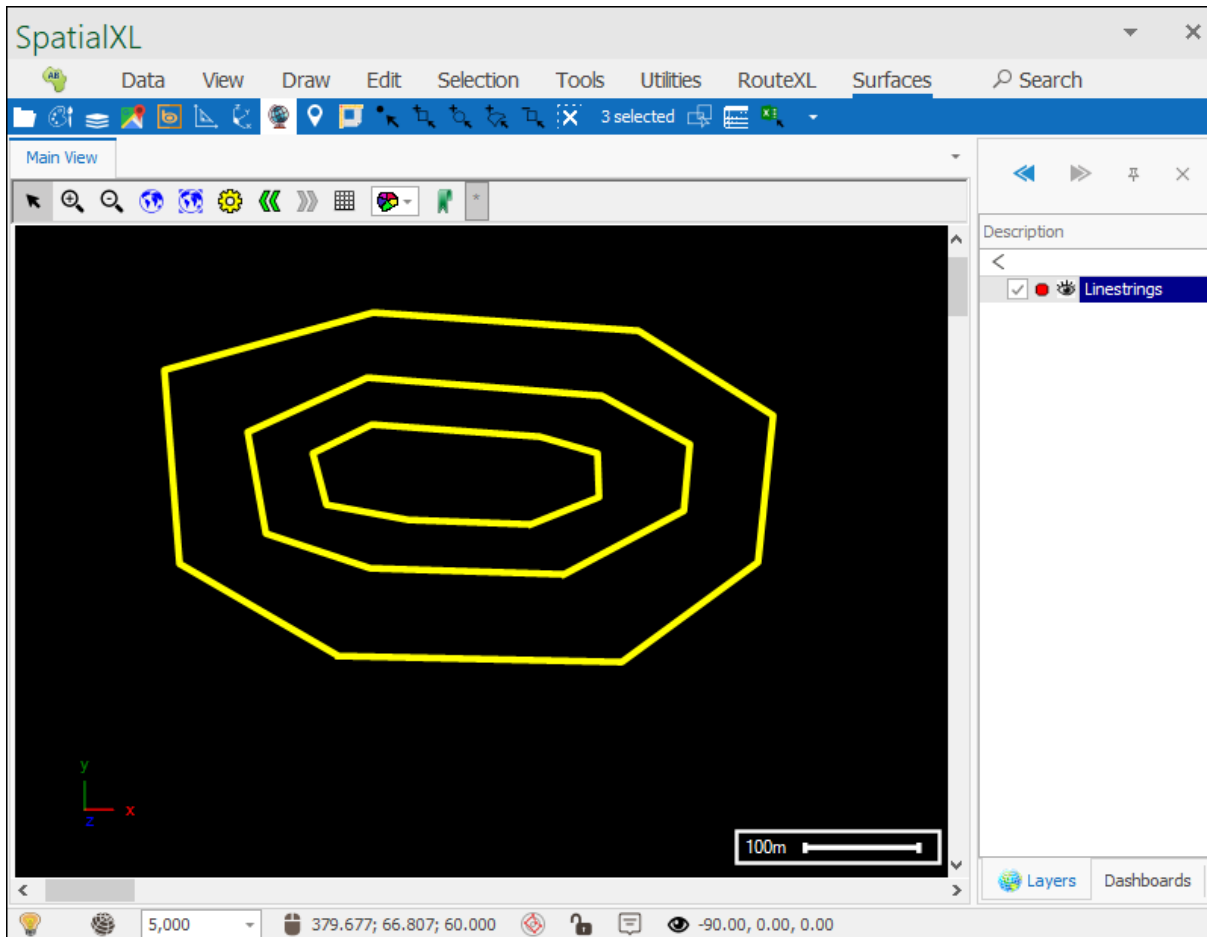 SpatialXL
Data View Draw Edit Selection Tools Utilities RouteXL Surfaces Search
3 selected
Main View
Description
Linestrings
y
x
z
100m
Layers Dashboards
5,000 379.677; 66.807; 60.000 -90.00, 0.00, 0.00